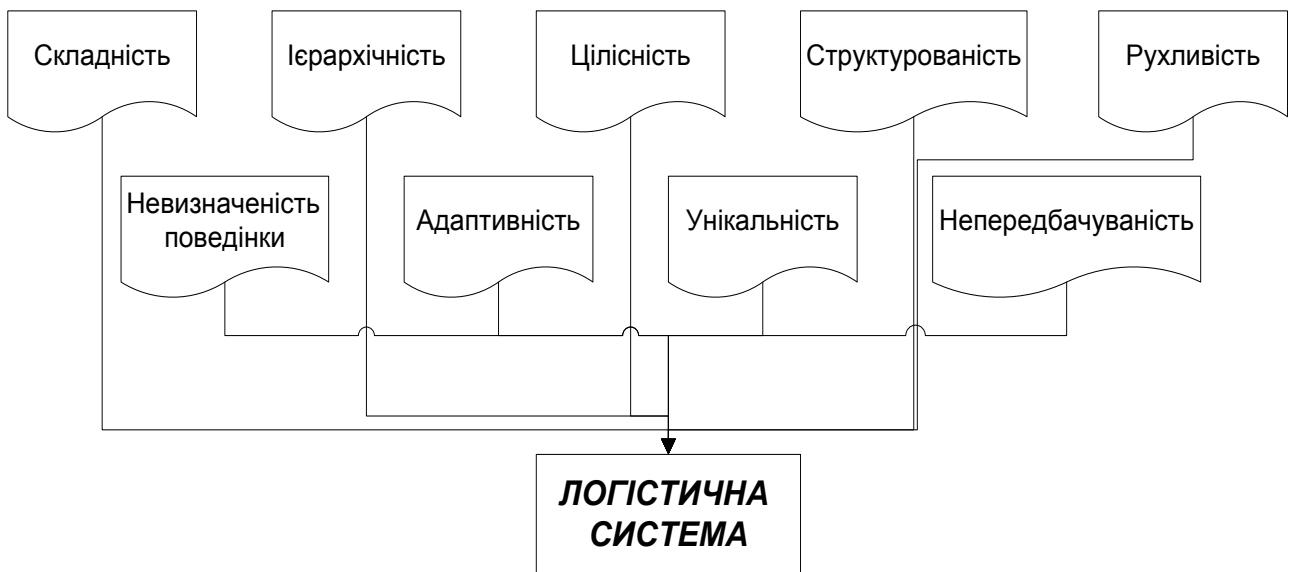 Складність
Ієрархічність
Цілісність
Структурованість
Рухливість
Невизначеність
поведінки
Адаптивність
Унікальність
Непередбачуваність
ЛОГІСТИЧНА
СИСТЕМА